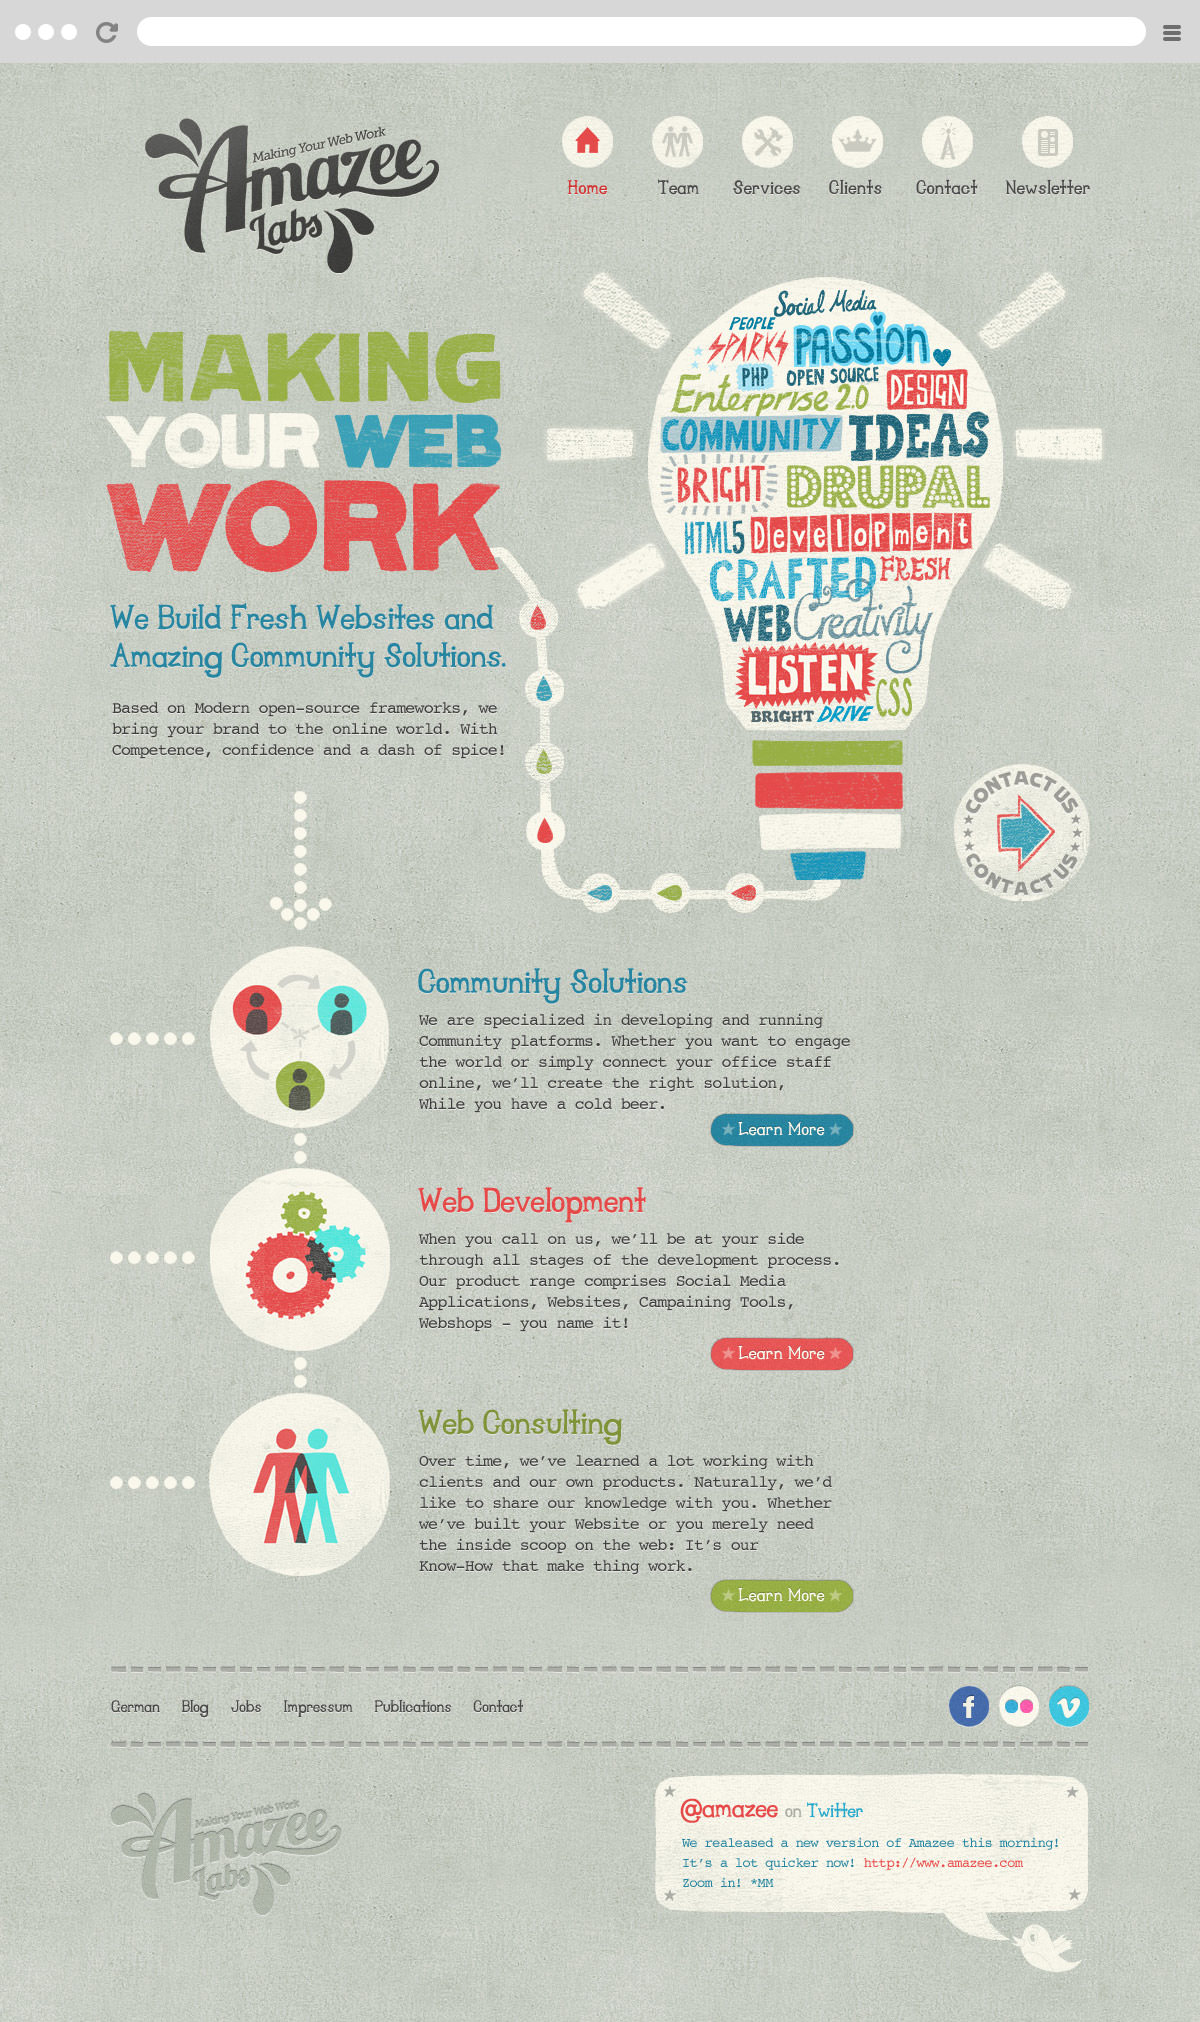 Making Your Web Work
Amazee
Labs
Home
Team
Services
Clients
Contact
Newsletter
MAKING
YOUR WEB
WORK
We Build Fresh Websites and
Amazing Community Solutions.
Based on Modern open-source frameworks, we
bring your brand to the online world. With
Competence, confidence and a dash of spice!
Social Media
PEOPLE
SPARKS
PASSION
PHP
OPEN SOURCE
DESIGN
Enterprise 2.0
COMMUNITY
IDEAS
BRIGHT
DRUPAL
HTML5
Development
CRAFTED
FRESH
WEB
Creativity
LISTEN
CSS
BRIGHT
DRIVE
CONTACT US
CONTACT US
Community Solutions
We are specialized in developing and running
Community platforms. Whether you want to engage
the world or simply connect your office staff
online, we'll create the right solution,
While you have a cold beer.
Learn More
Web Development
When you call on us, we'll be at your side
through all stages of the development process.
Our product range comprises Social Media
Applications, Websites, Campaining Tools,
Webshops - you name it!
Learn More
Web Consulting
Over time, we've learned a lot working with
clients and our own products. Naturally, we'd
like to share our knowledge with you. Whether
we've built your Website or you merely need
the inside scoop on the web: It's our
Know-How that make thing work.
Learn More
German Blog Jobs Impressum Publications Contact
f
v
Making Your Web Work
Amazee
Labs
@amazee on Twitter
We realeased a new version of Amazee this morning!
It's a lot quicker now! http://www.amazee.com
Zoom in! *MM